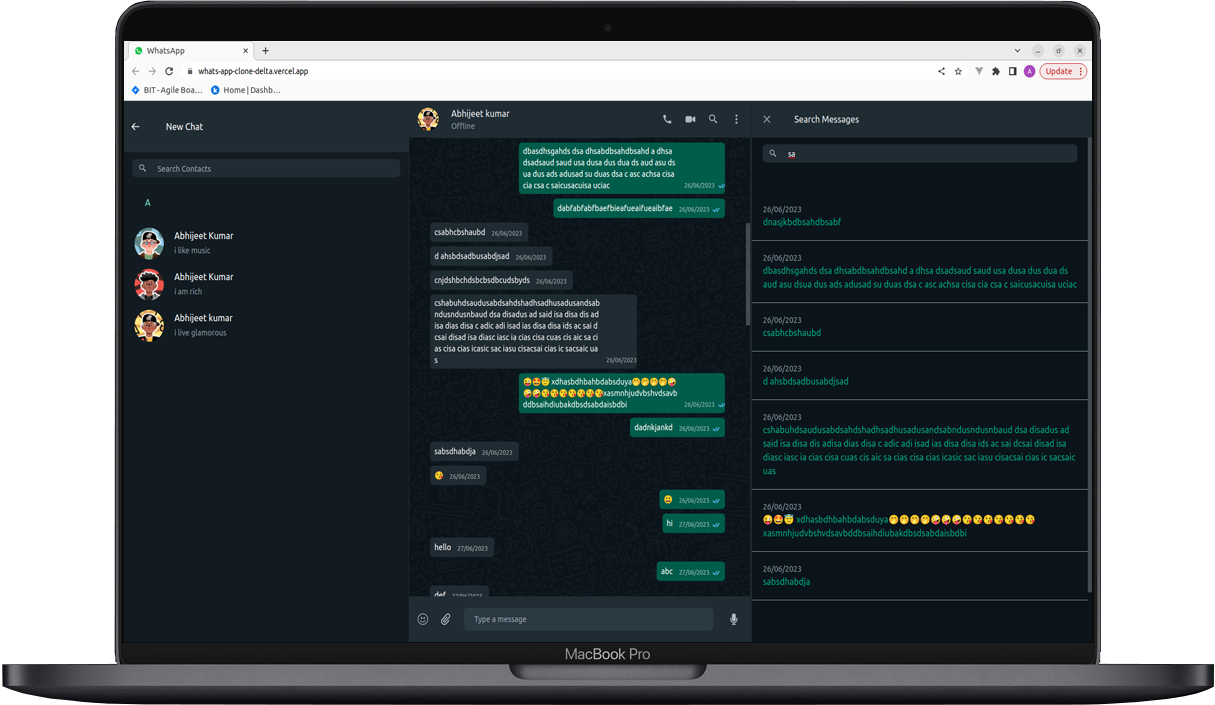 WhatsApp
whats-app-clone-delta.vercel.app
A
Update
BIT - Agile Boa...
Home | Dashb...
New Chat
Search Contacts
A
Abhijeet Kumar
i like music
Abhijeet Kumar
i am rich
Abhijeet kumar
i live glamorous
Abhijeet kumar
Offline
dbasdhsgahds dsa dhsabdbsahdbsahd a dhsa
dsadsaud saud usa dusa dus dua ds aud asu ds
ua dus ads adusad su duas dsa c asc achsa cisa
cia csa c saicusacuisa uciac
26/06/2023
dabfabfabfbaefbieafueaifueaibfae 26/06/2023
csabhcbshaubd 26/06/2023
d ahsbdsadbusabdjsad 26/06/2023
cnjdshbchdsbcbsdbcudsbyds 26/06/2023
cshabuhdsaudusabdsahdshadhsadhusadusandsab
ndusndusnbaud dsa disadus ad said isa disa dis ad
isa dias disa c adic adi isad ias disa disa ids ac sai d
csai disad isa diasc iasc ia cias cisa cuas cis aic sa ci
as cisa cias icasic sac iasu cisacsai cias ic sacsaic ua
s
26/06/2023
😜🤩😇 xdhasbdhbahbdabsduya🤭🤭🤭🤭🤪
🤪🤪😘😘😘😘😘😘😘xasmnhjudvbshvdsavb
ddbsaihdiubakdbsdsabdaisbdbi
26/06/2023
dadnkjankd 26/06/2023
sabsdhabdja 26/06/2023
😘 26/06/2023
😃 26/06/2023
hi 27/06/2023
hello 27/06/2023
abc 27/06/2023
def 27/06/2023
Type a message
Search Messages
sa
26/06/2023
dnasjkbdbsahdbsabf
26/06/2023
dbasdhsgahds dsa dhsabdbsahdbsahd a dhsa dsadsaud saud usa dusa dus dua ds
aud asu dsua dus ads adusad su duas dsa c asc achsa cisa cia csa c saicusacuisa uciac
26/06/2023
csabhcbshaubd
26/06/2023
d ahsbdsadbusabdjsad
26/06/2023
cshabuhdsaudusabdsahdshadhsadhusadusandsabndusndusnbaud dsa disadus ad
said isa disa dis adisa dias disa c adic adi isad ias disa disa ids ac sai dcsai disad isa
diasc iasc ia cias cisa cuas cis aic sa cias cisa cias icasic sac iasu cisacsai cias ic sacsaic
uas
26/06/2023
😜🤩😇 xdhasbdhbahbdabsduya🤭🤭🤭🤭🤪🤪🤪😘😘😘😘😘😘😘
xasmnhjudvbshvdsavbddbsaihdiubakdbsdsabdaisbdbi
26/06/2023
sabsdhabdja
MacBook Pro